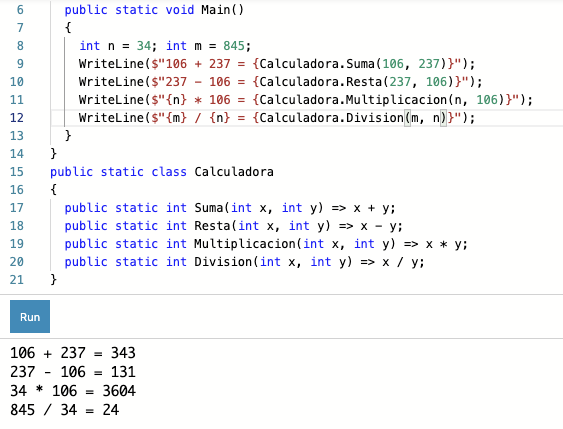 6 public static void Main()
7 {
8 int n = 34; int m = 845;
9 WriteLine($"106 + 237 = {Calculadora.Suma(106, 237)}");
10 WriteLine($"237 - 106 = {Calculadora.Resta(237, 106)}");
11 WriteLine($"{n} * 106 = {Calculadora.Multiplicacion(n, 106)}");
12 WriteLine($"{m} / {n} = {Calculadora.Division(m, n)}");
13 }
14 }
15 public static class Calculadora
16 {
17 public static int Suma(int x, int y) => x + y;
18 public static int Resta(int x, int y) => x - y;
19 public static int Multiplicacion(int x, int y) => x * y;
20 public static int Division(int x, int y) => x / y;
21 }
Run
106 + 237 = 343
237 - 106 = 131
34 * 106 = 3604
845 / 34 = 24